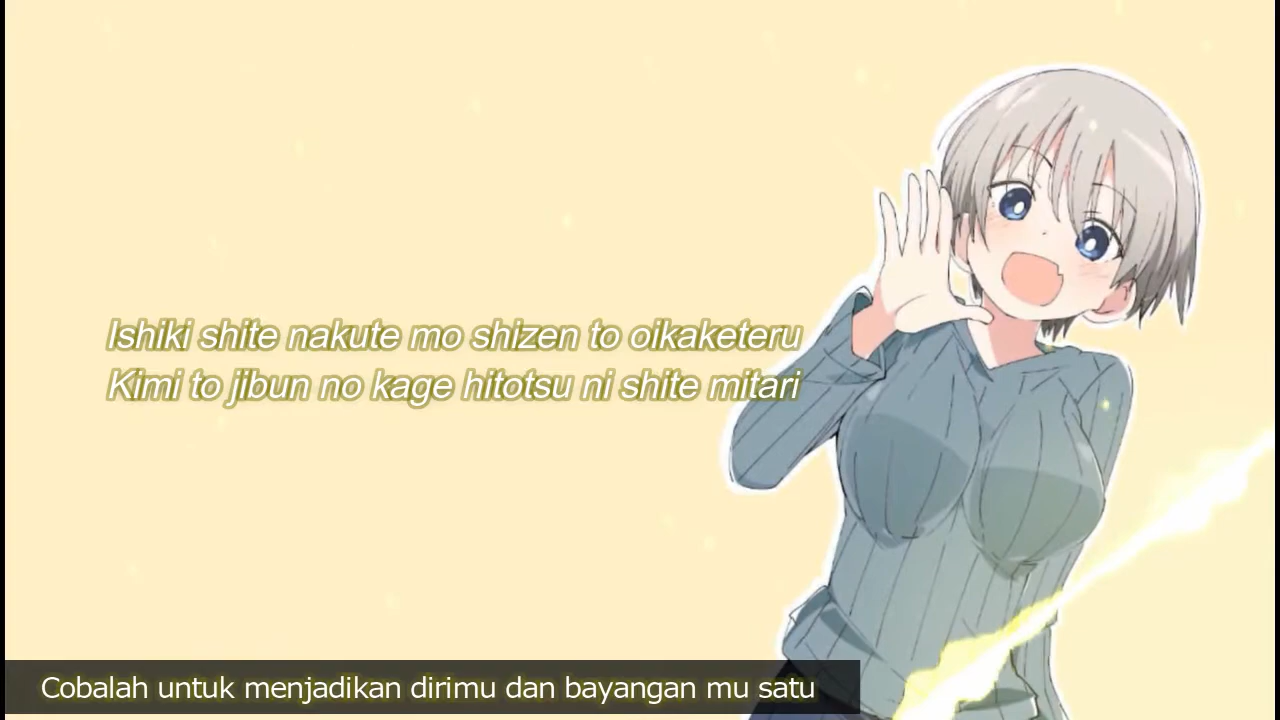 Ishiki shite nakute mo shizen to oikaketeru
Kimi to jibun no kage hitotsu ni shite mitari
Cobalah untuk menjadikan dirimu dan bayangan mu satu